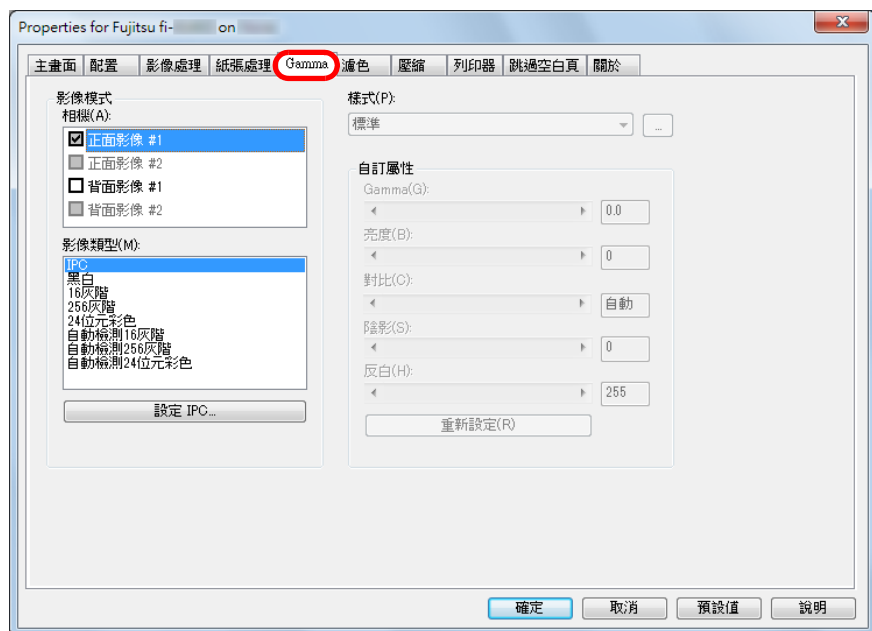 Properties for Fujitsu fi- on
主畫面 配置 影像處理 紙張處理 Gamma 濾色 壓縮 列印器 跳過空白頁 關於
影像模式
相機(A):
正面影像 #1
正面影像 #2
背面影像 #1
背面影像 #2
影像類型(M):
IPC
黑白
16灰階
256灰階
24位元彩色
自動檢測16灰階
自動檢測256灰階
自動檢測24位元彩色
設定 IPC...
樣式(P):
標準
...
自訂屬性
Gamma(G):
0.0
亮度(B):
0
對比(C):
自動
陰影(S):
0
反白(H):
255
重新設定(R)
確定 取消 預設值 說明